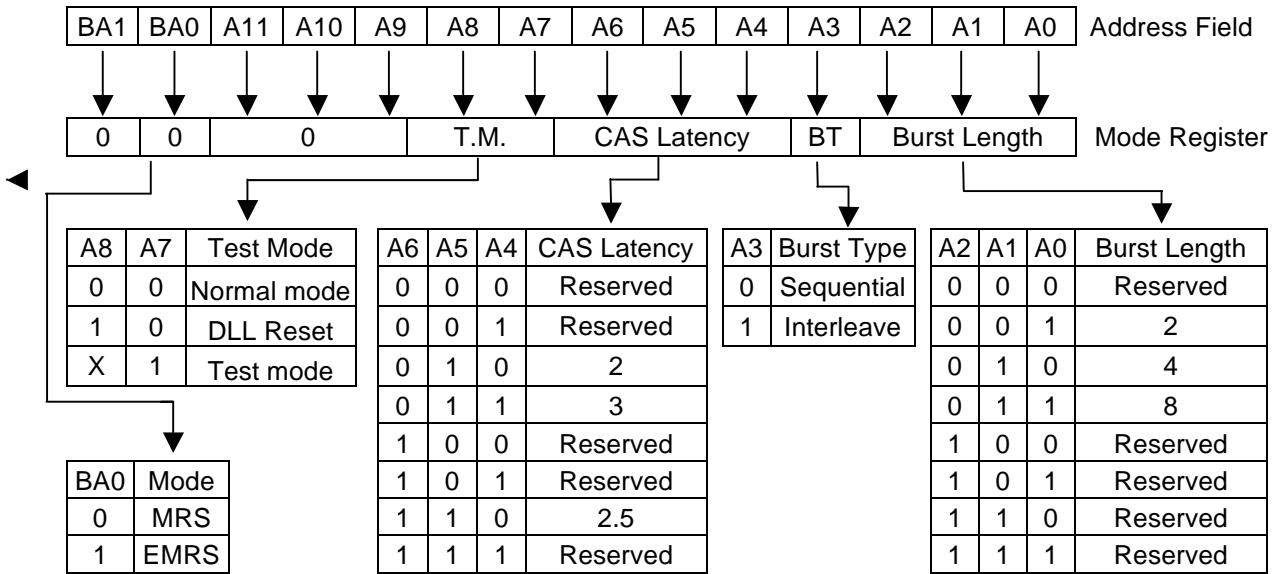 BA1 BA0 A11 A10 A9 A8 A7 A6 A5 A4 A3 A2 A1 A0 Address Field
0 0 0 T.M. CAS Latency BT Burst Length Mode Register
A8 A7 Test Mode
0 0 Normal mode
1 0 DLL Reset
X 1 Test mode
BA0 Mode
0 MRS
1 EMRS
A6 A5 A4 CAS Latency
0 0 0 Reserved
0 0 1 Reserved
0 1 0 2
0 1 1 3
1 0 0 Reserved
1 0 1 Reserved
1 1 0 2.5
1 1 1 Reserved
A3 Burst Type
0 Sequential
1 Interleave
A2 A1 A0 Burst Length
0 0 0 Reserved
0 0 1 2
0 1 0 4
0 1 1 8
1 0 0 Reserved
1 0 1 Reserved
1 1 0 Reserved
1 1 1 Reserved